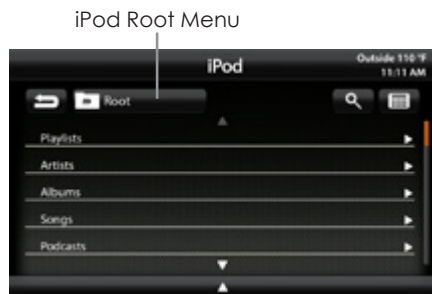 iPod Root Menu
iPod
Outside 110 °F
11:11 AM
Root
Playlists
Artists
Albums
Songs
Podcasts